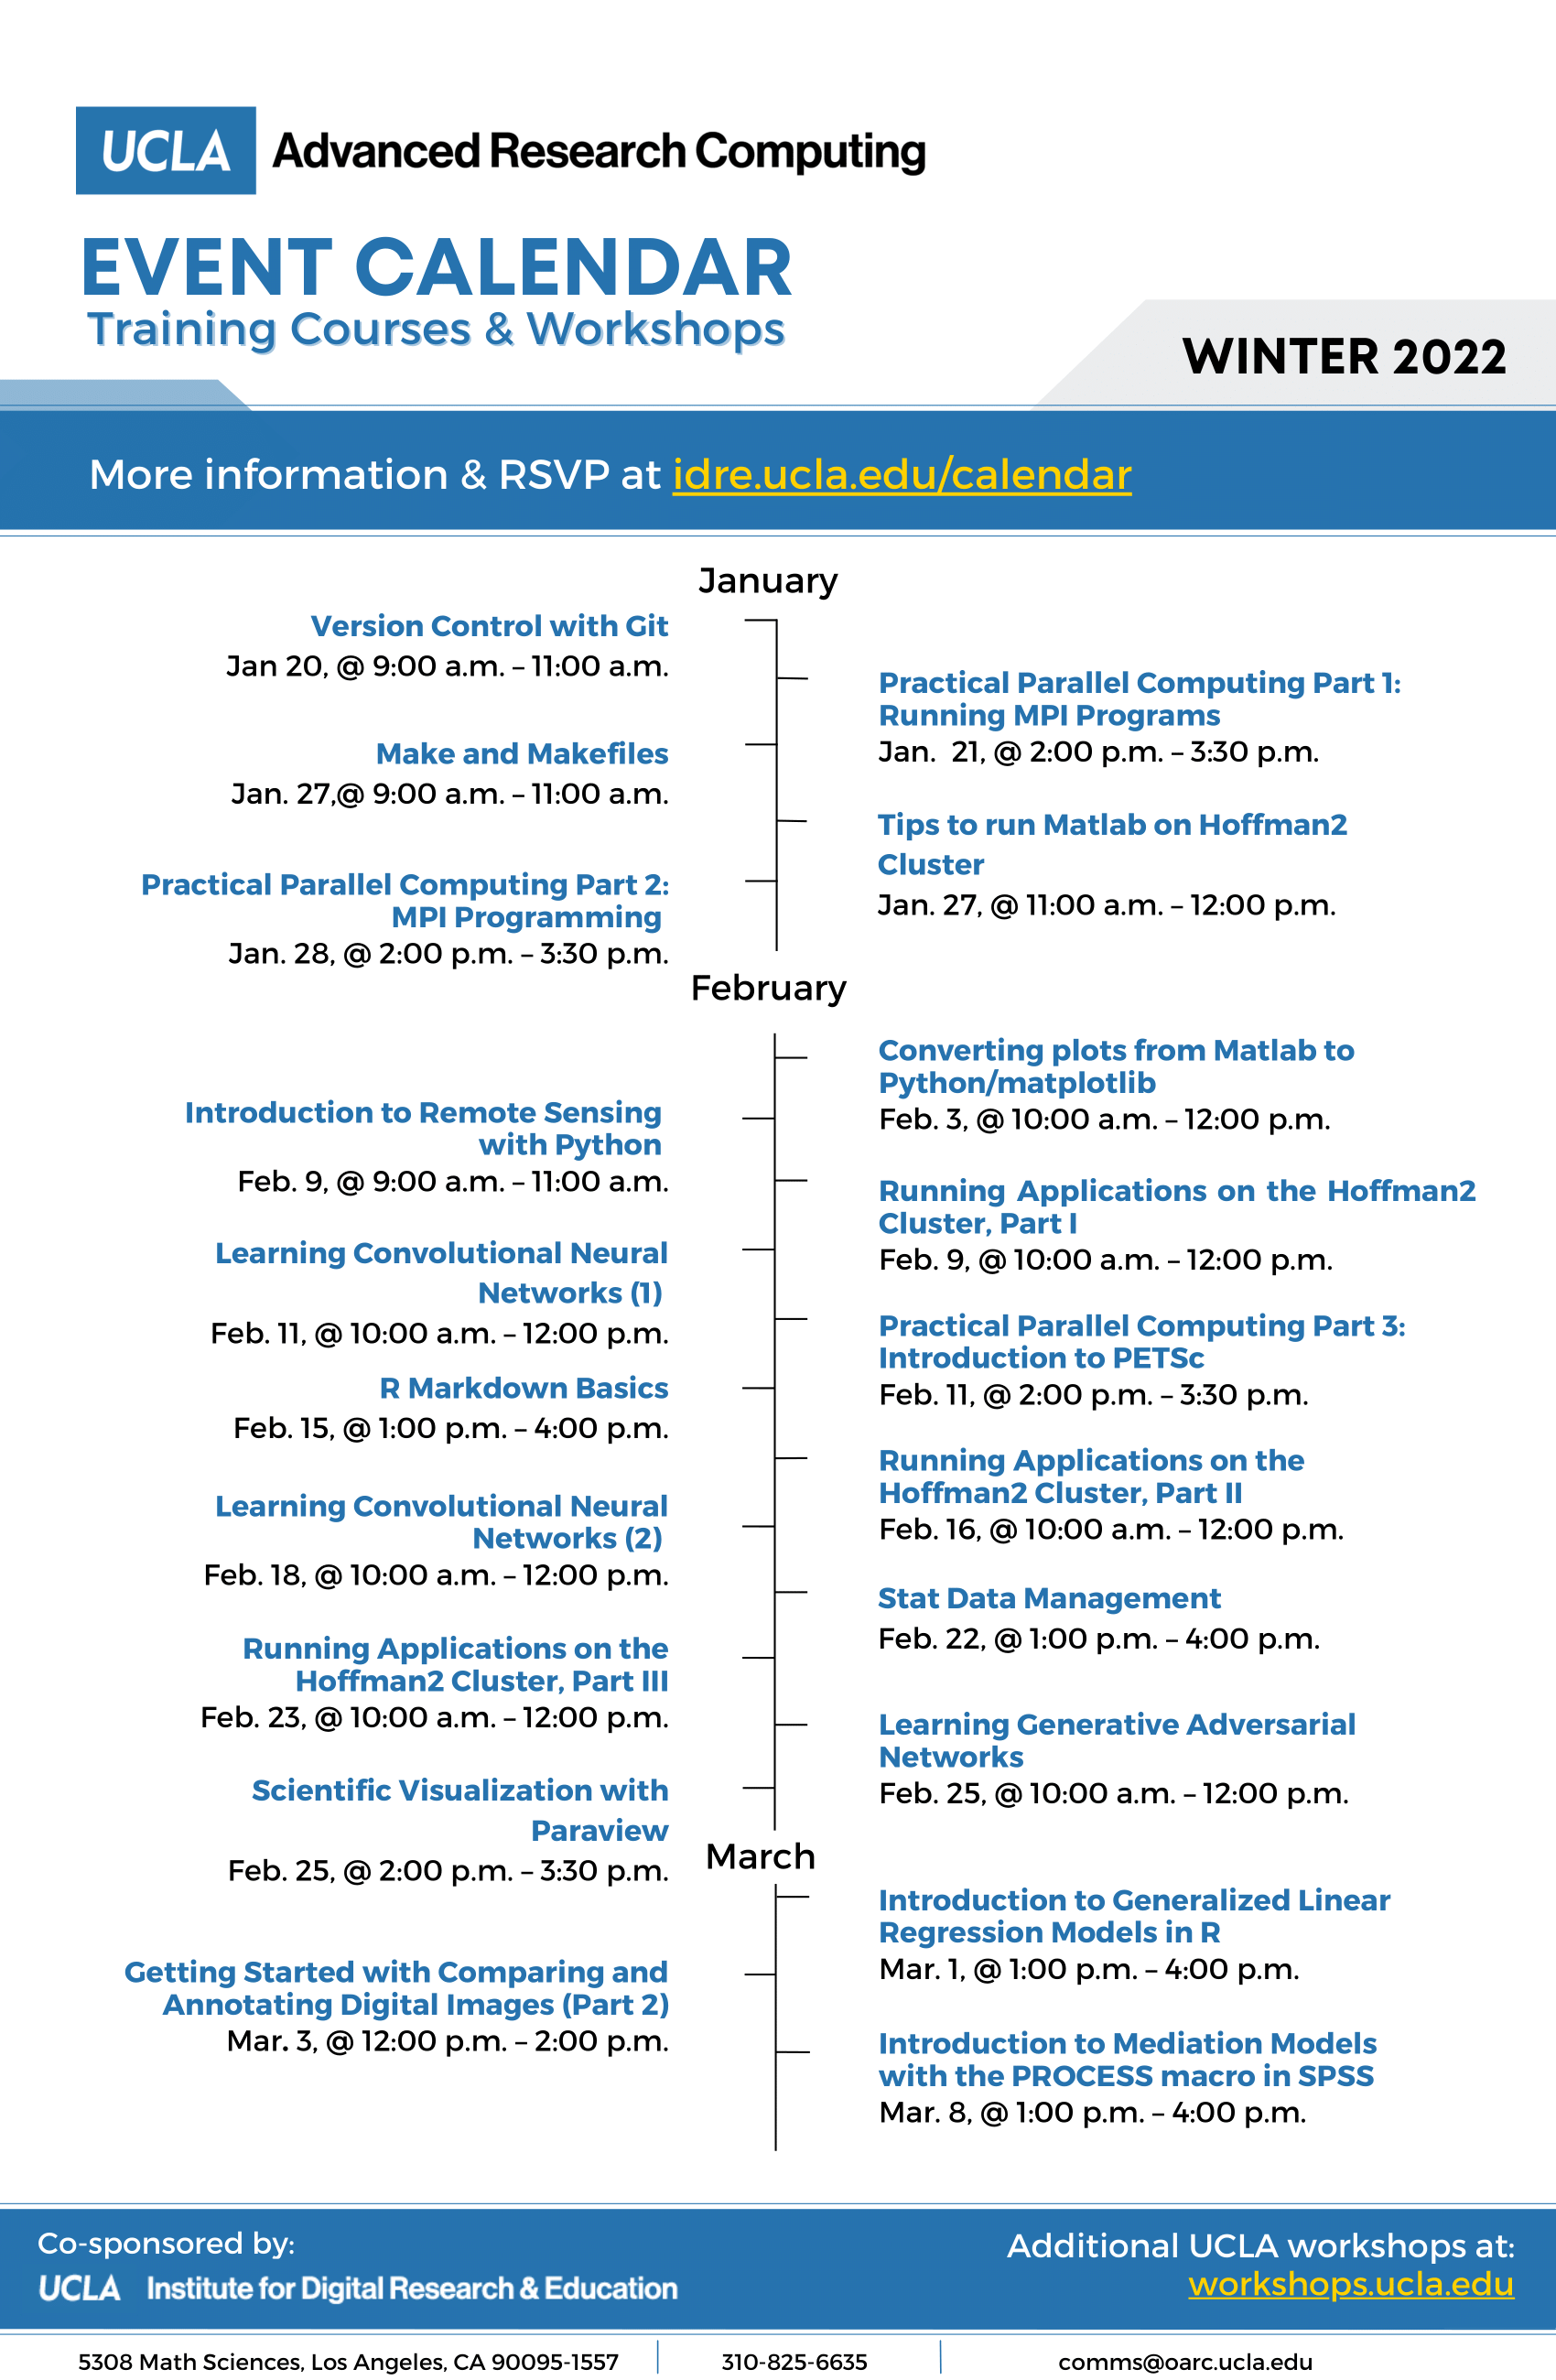 UCLA Advanced Research Computing
EVENT CALENDAR
Training Courses & Workshops
WINTER 2022
More information & RSVP at idre.ucla.edu/calendar
January
Version Control with Git
Jan 20, @ 9:00 a.m. – 11:00 a.m.
Practical Parallel Computing Part 1:
Running MPI Programs
Jan. 21, @ 2:00 p.m. – 3:30 p.m.
Make and Makefiles
Jan. 27,@ 9:00 a.m. – 11:00 a.m.
Tips to run Matlab on Hoffman2
Cluster
Jan. 27, @ 11:00 a.m. – 12:00 p.m.
Practical Parallel Computing Part 2:
MPI Programming
Jan. 28, @ 2:00 p.m. – 3:30 p.m.
February
Converting plots from Matlab to
Python/matplotlib
Feb. 3, @ 10:00 a.m. – 12:00 p.m.
Introduction to Remote Sensing
with Python
Feb. 9, @ 9:00 a.m. – 11:00 a.m.
Running Applications on the Hoffman2
Cluster, Part I
Feb. 9, @ 10:00 a.m. – 12:00 p.m.
Learning Convolutional Neural
Networks (1)
Feb. 11, @ 10:00 a.m. – 12:00 p.m.
Practical Parallel Computing Part 3:
Introduction to PETSc
Feb. 11, @ 2:00 p.m. – 3:30 p.m.
R Markdown Basics
Feb. 15, @ 1:00 p.m. – 4:00 p.m.
Running Applications on the
Hoffman2 Cluster, Part II
Feb. 16, @ 10:00 a.m. – 12:00 p.m.
Learning Convolutional Neural
Networks (2)
Feb. 18, @ 10:00 a.m. – 12:00 p.m.
Stat Data Management
Feb. 22, @ 1:00 p.m. – 4:00 p.m.
Running Applications on the
Hoffman2 Cluster, Part III
Feb. 23, @ 10:00 a.m. – 12:00 p.m.
Learning Generative Adversarial
Networks
Feb. 25, @ 10:00 a.m. – 12:00 p.m.
Scientific Visualization with
Paraview
Feb. 25, @ 2:00 p.m. – 3:30 p.m.
March
Introduction to Generalized Linear
Regression Models in R
Mar. 1, @ 1:00 p.m. – 4:00 p.m.
Getting Started with Comparing and
Annotating Digital Images (Part 2)
Mar. 3, @ 12:00 p.m. – 2:00 p.m.
Introduction to Mediation Models
with the PROCESS macro in SPSS
Mar. 8, @ 1:00 p.m. – 4:00 p.m.
Co-sponsored by:
UCLA Institute for Digital Research & Education
Additional UCLA workshops at:
workshops.ucla.edu
5308 Math Sciences, Los Angeles, CA 90095-1557
310-825-6635
comms@oarc.ucla.edu